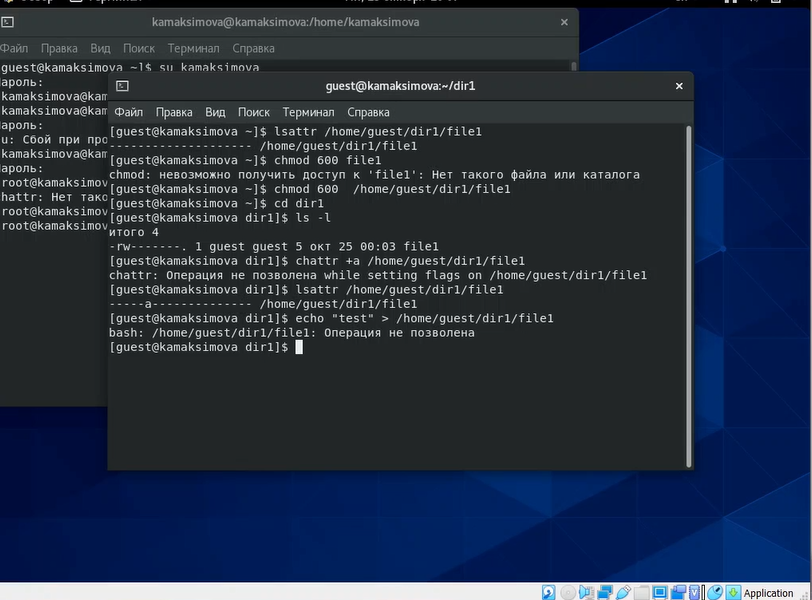 kamaksimova@kamaksimova:/home/kamaksimova
Файл Правка Вид Поиск Терминал Справка
guest@kamaksimova ~]$ su kamaksimova
ароль:
kamaksimova@kam
kamaksimova@kam
ароль:
u: Сбой при про
kamaksimova@kam
ароль:
root@kamaksimov
hattr: Нет тако
root@kamaksimov
root@kamaksimov
guest@kamaksimova:~/dir1
Файл Правка Вид Поиск Терминал Справка
[guest@kamaksimova ~]$ lsattr /home/guest/dir1/file1
-------------------- /home/guest/dir1/file1
[guest@kamaksimova ~]$ chmod 600 file1
chmod: невозможно получить доступ к 'file1': Нет такого файла или каталога
[guest@kamaksimova ~]$ chmod 600  /home/guest/dir1/file1
[guest@kamaksimova ~]$ cd dir1
[guest@kamaksimova dir1]$ ls -l
итого 4
-rw-------. 1 guest guest 5 окт 25 00:03 file1
[guest@kamaksimova dir1]$ chattr +a /home/guest/dir1/file1
chattr: Операция не позволена while setting flags on /home/guest/dir1/file1
[guest@kamaksimova dir1]$ lsattr /home/guest/dir1/file1
-----a-------------- /home/guest/dir1/file1
[guest@kamaksimova dir1]$ echo "test" > /home/guest/dir1/file1
bash: /home/guest/dir1/file1: Операция не позволена
[guest@kamaksimova dir1]$
Application